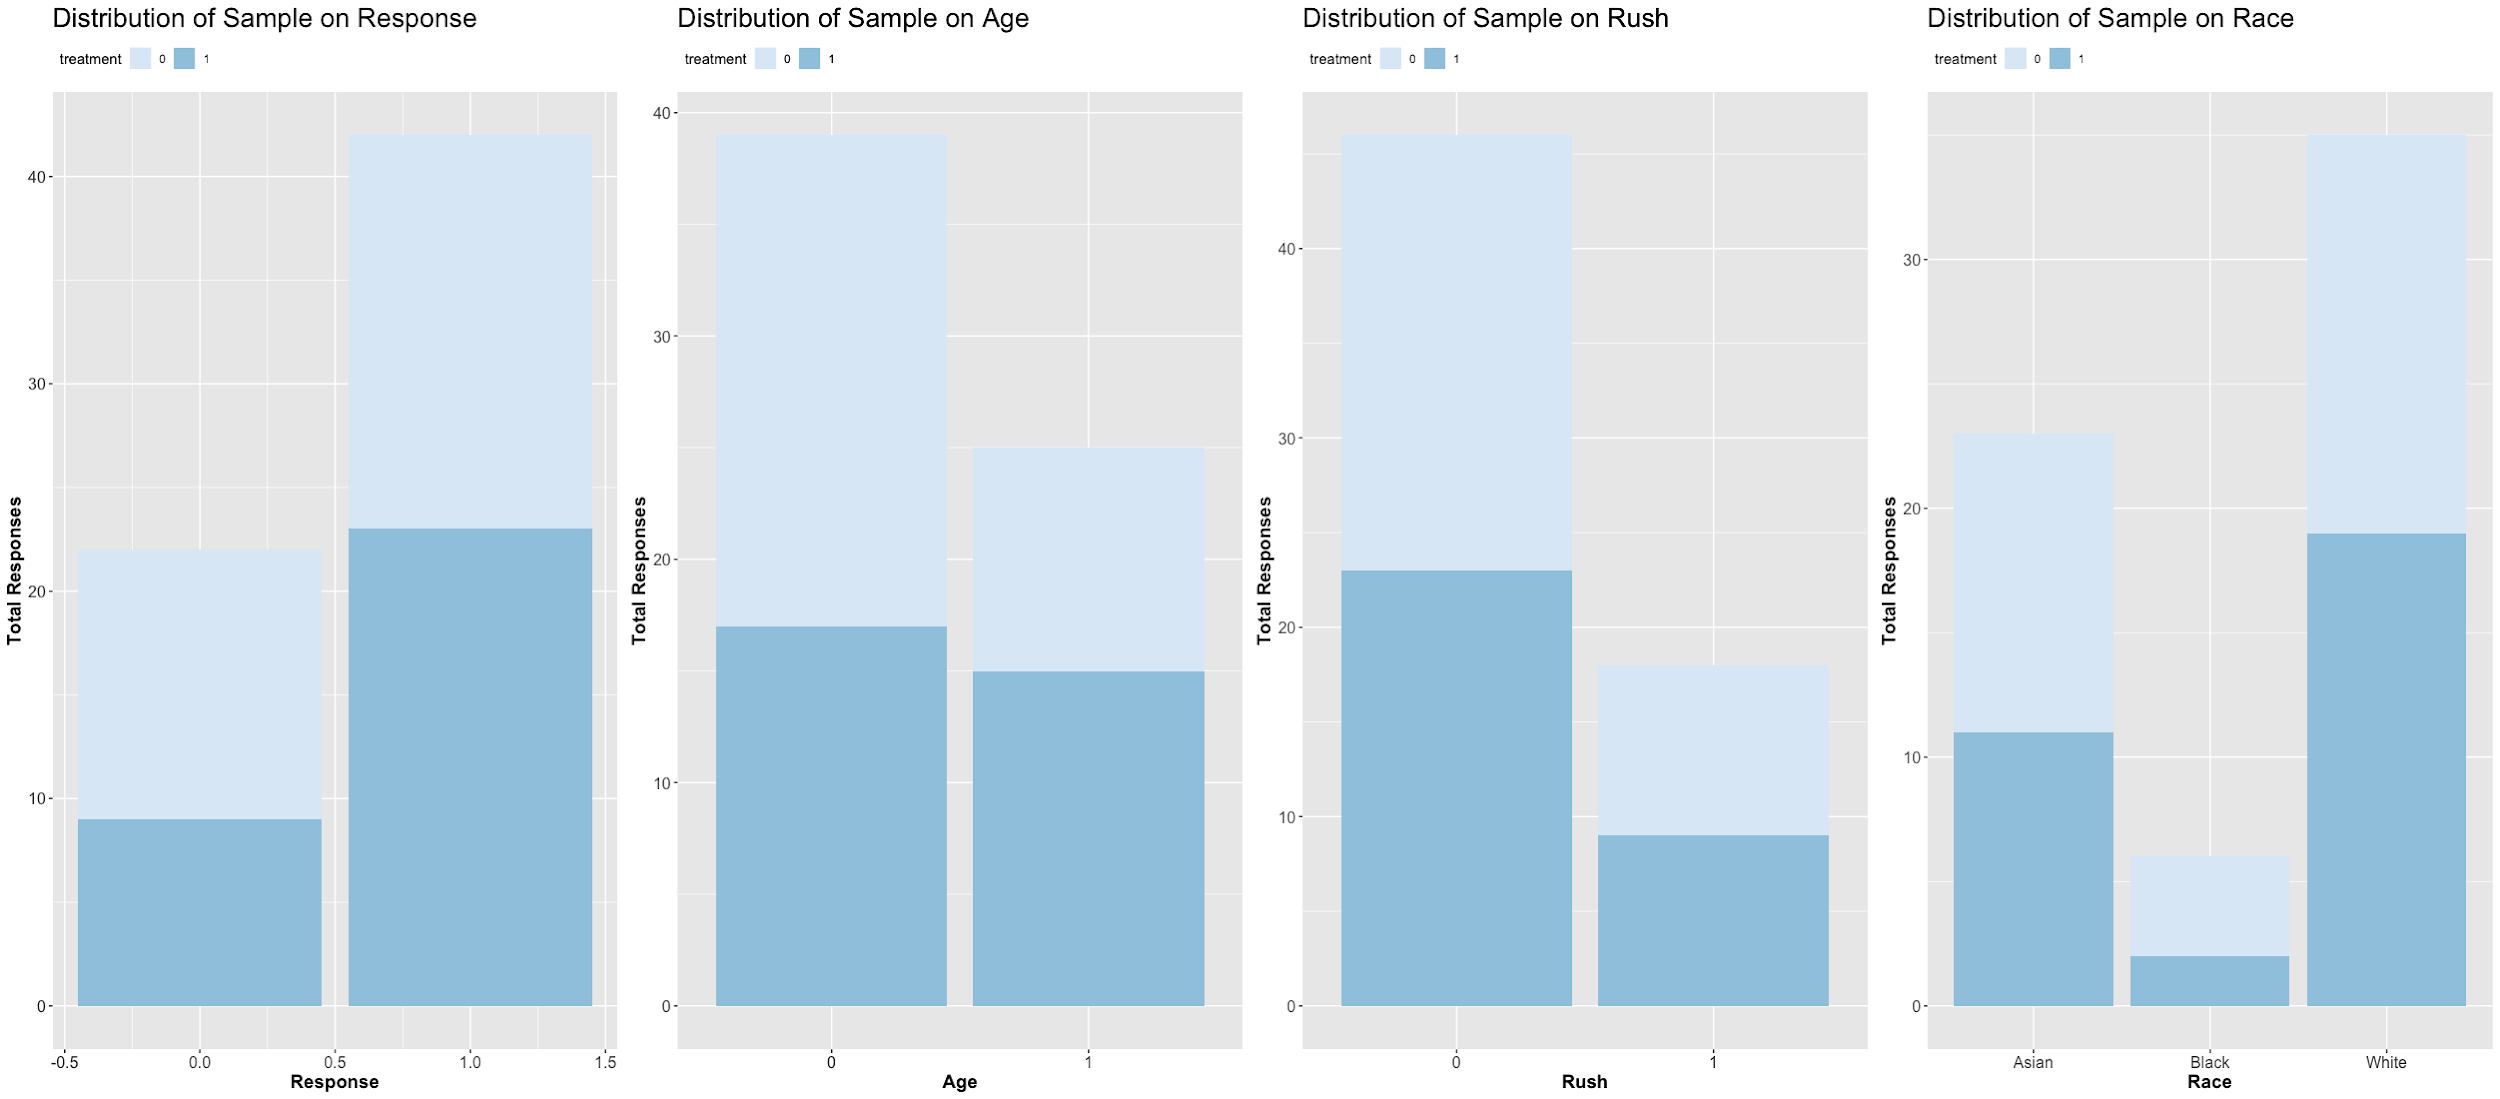 Distribution of Sample on Response
treatment 0 1
Total Responses
40
30
20
10
0
-0.5 0.0 0.5 1.0 1.5
Response
Distribution of Sample on Age
treatment 0 1
Total Responses
40
30
20
10
0
0 1
Age
Distribution of Sample on Rush
treatment 0 1
Total Responses
40
30
20
10
0
0 1
Rush
Distribution of Sample on Race
treatment 0 1
Total Responses
30
20
10
0
Asian Black White
Race